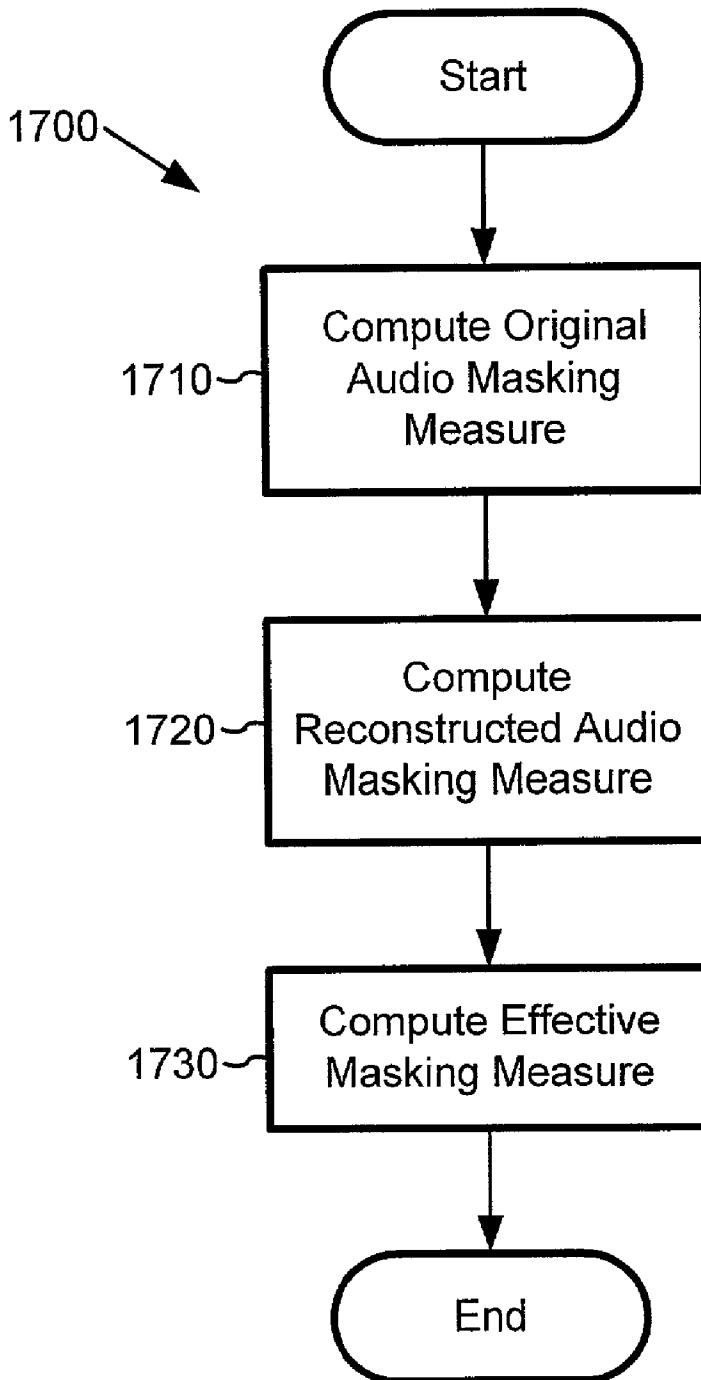 Start
1700
Compute Original
Audio Masking
Measure
1710
Compute
Reconstructed Audio
Masking Measure
1720
Compute Effective
Masking Measure
1730
End